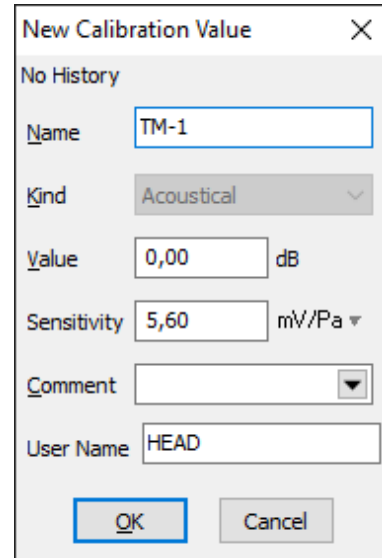 New Calibration Value
No History
Name TM-1
Kind Acoustical
Value 0,00 dB
Sensitivity 5,60 mV/Pa
Comment
User Name HEAD
OK Cancel